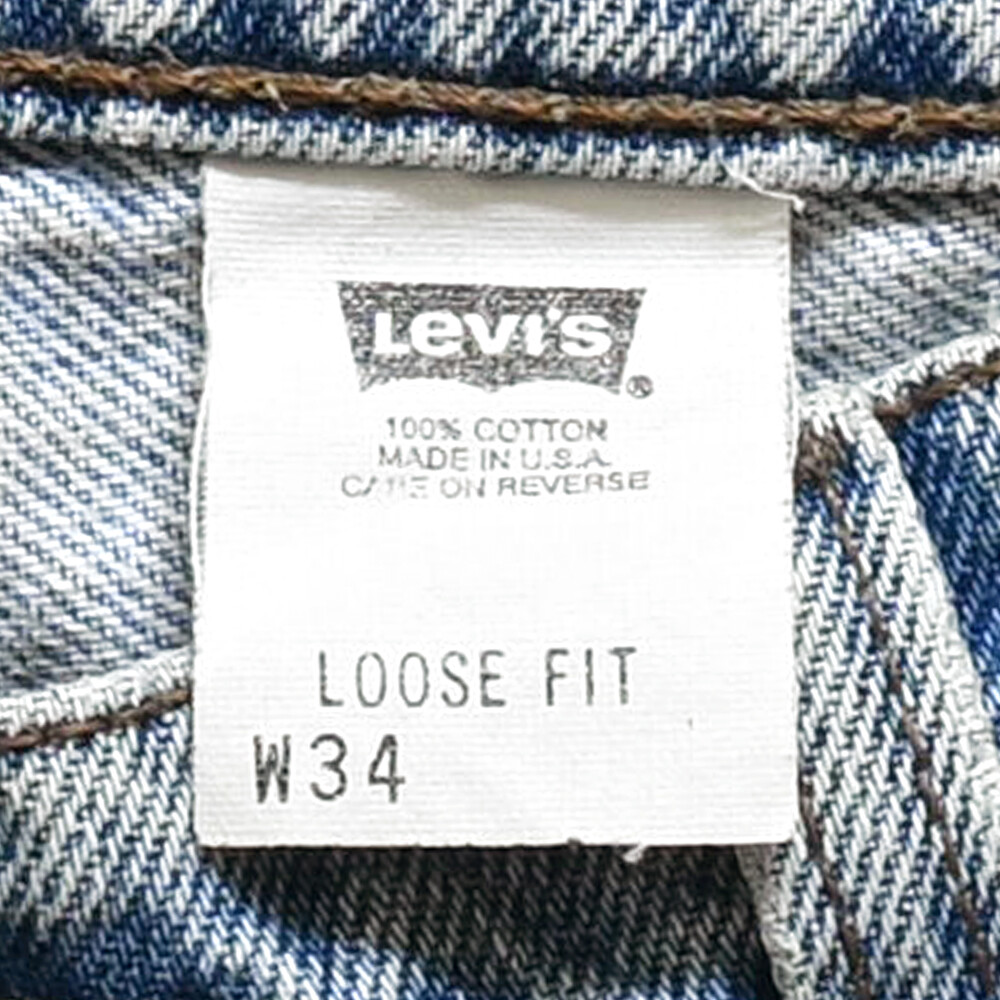 Levi's®
100% COTTON
MADE IN U.S.A.
CARE ON REVERSE
LOOSE FIT
W34